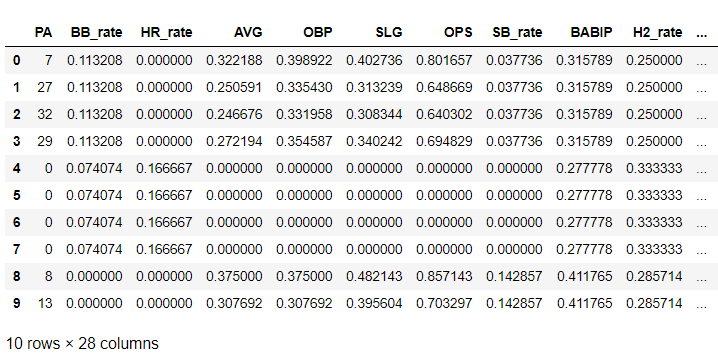 PA BB_rate HR_rate AVG OBP SLG OPS SB_rate BABIP H2_rate ...
0 7 0.113208 0.000000 0.322188 0.398922 0.402736 0.801657 0.037736 0.315789 0.250000 ...
1 27 0.113208 0.000000 0.250591 0.335430 0.313239 0.648669 0.037736 0.315789 0.250000 ...
2 32 0.113208 0.000000 0.246676 0.331958 0.308344 0.640302 0.037736 0.315789 0.250000 ...
3 29 0.113208 0.000000 0.272194 0.354587 0.340242 0.694829 0.037736 0.315789 0.250000 ...
4 0 0.074074 0.166667 0.000000 0.000000 0.000000 0.000000 0.000000 0.277778 0.333333 ...
5 0 0.074074 0.166667 0.000000 0.000000 0.000000 0.000000 0.000000 0.277778 0.333333 ...
6 0 0.074074 0.166667 0.000000 0.000000 0.000000 0.000000 0.000000 0.277778 0.333333 ...
7 0 0.074074 0.166667 0.000000 0.000000 0.000000 0.000000 0.000000 0.277778 0.333333 ...
8 8 0.000000 0.000000 0.375000 0.375000 0.482143 0.857143 0.142857 0.411765 0.285714 ...
9 13 0.000000 0.000000 0.307692 0.307692 0.395604 0.703297 0.142857 0.411765 0.285714 ...
10 rows × 28 columns